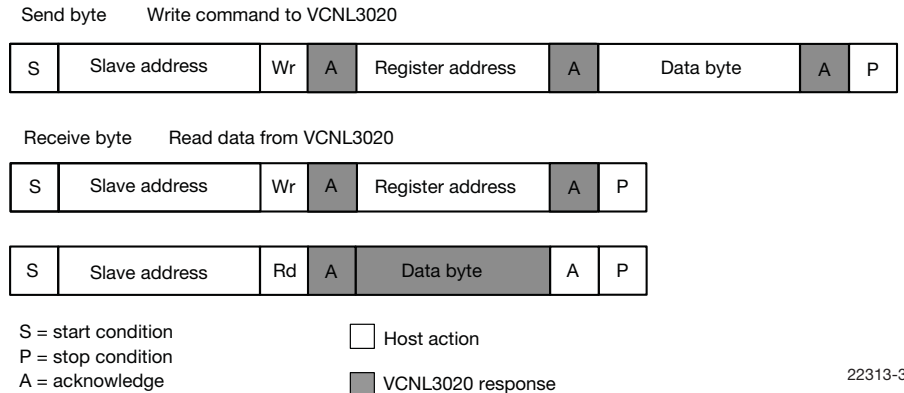 Send byte Write command to VCNL3020
S Slave address Wr A Register address A Data byte A P
Receive byte Read data from VCNL3020
S Slave address Wr A Register address A P
S Slave address Rd A Data byte A P
S = start condition
P = stop condition
A = acknowledge
Host action
VCNL3020 response
22313-3